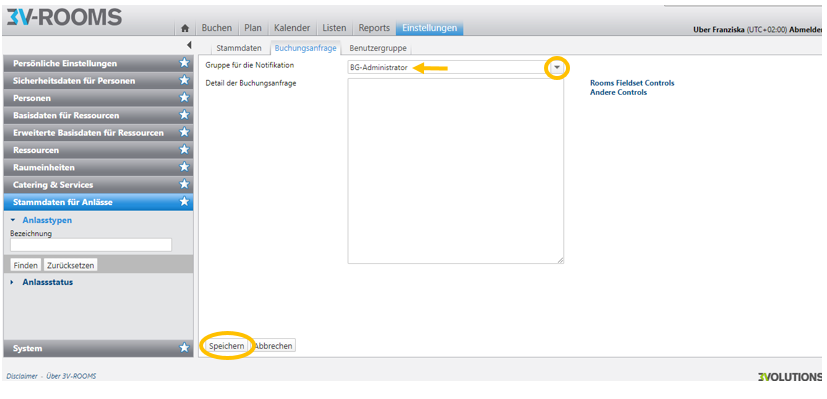 3V-ROOMS
Buchen Plan Kalender Listen Reports Einstellungen
Uber Franziska (UTC+02:00) Abmelde
Stammdaten Buchungsanfrage Benutzergruppe
Persönliche Einstellungen
Sicherheitsdaten für Personen
Personen
Basisdaten für Ressourcen
Erweiterte Basisdaten für Ressourcen
Ressourcen
Raumeinheiten
Catering & Services
Stammdaten für Anlässe
Anlasstypen
Bezeichnung
Finden Zurücksetzen
Anlassstatus
System
Gruppe für die Notifikation
BG-Administrator
Detail der Buchungsanfrage
Rooms Fieldset Controls
Andere Controls
Speichern Abbrechen
Disclaimer - Über 3V-ROOMS
3VOLUTIONS